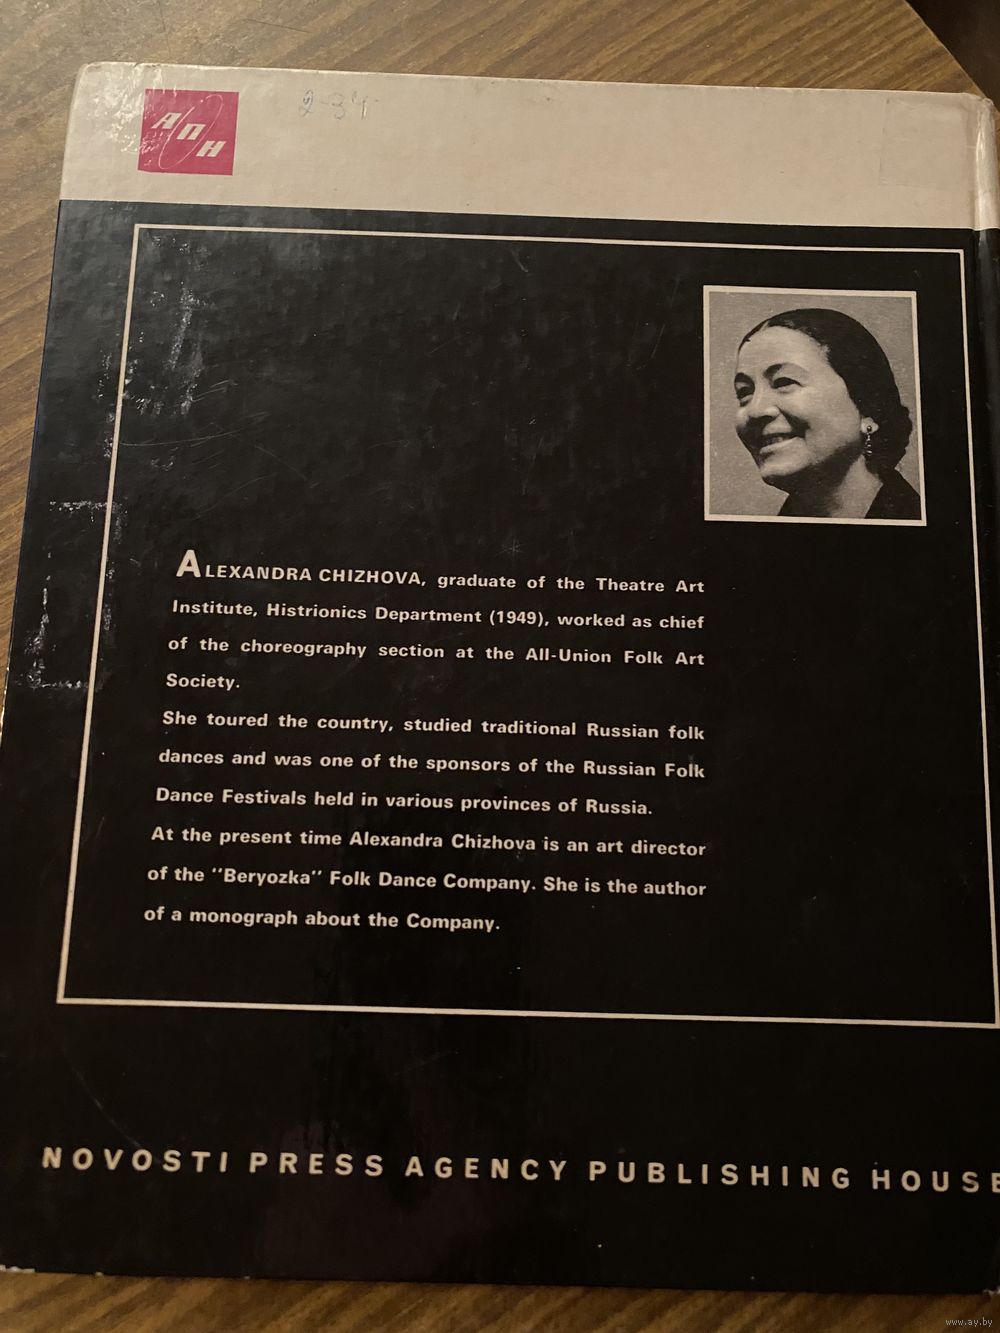 АПН
2-34
ALEXANDRA CHIZHOVA, graduate of the Theatre Art
Institute, Histrionics Department (1949), worked as chief
of the choreography section at the All-Union Folk Art
Society.
She toured the country, studied traditional Russian folk
dances and was one of the sponsors of the Russian Folk
Dance Festivals held in various provinces of Russia.
At the present time Alexandra Chizhova is an art director
of the "Beryozka" Folk Dance Company. She is the author
of a monograph about the Company.
NOVOSTI PRESS AGENCY PUBLISHING HOUSE
www.ay.by